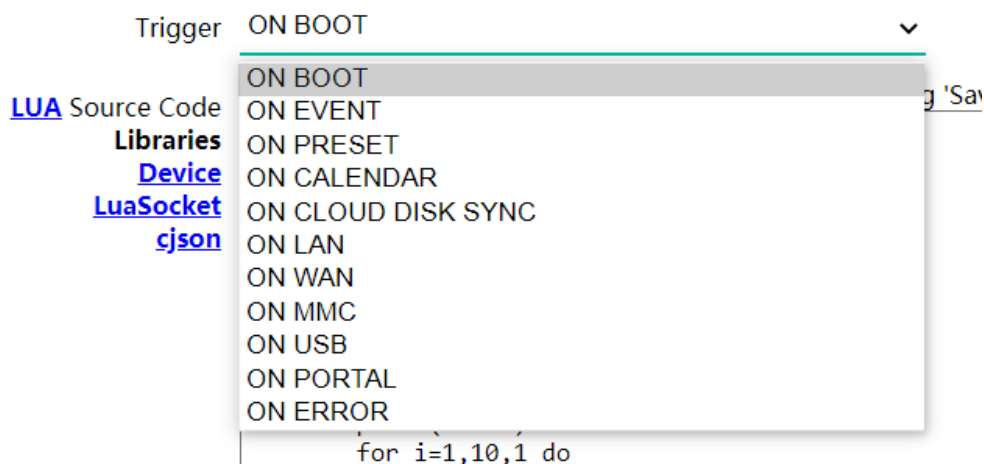 Trigger ON BOOT
ON BOOT
LUA Source Code
ON EVENT
g 'Sav
Libraries
ON PRESET
Device
ON CALENDAR
LuaSocket
ON CLOUD DISK SYNC
cjson
ON LAN
ON WAN
ON MMC
ON USB
ON PORTAL
ON ERROR
for i=1,10,1 do